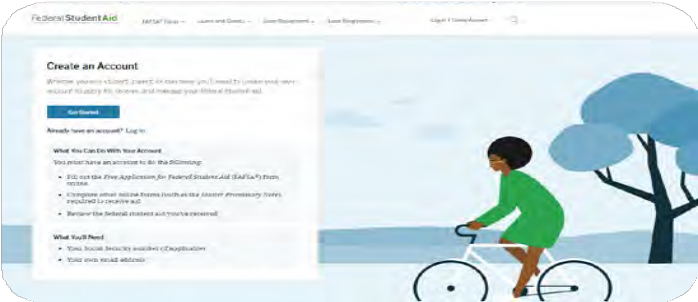 Federal Student Aid
FAFSA® Form Loans and Grants Loan Repayment Loan Forgiveness Log In | Create Account
Create an Account
Whether you're a student, parent, or you'll need to create your own
account to apply for, receive, and manage your federal student aid.
Get Started
Already have an account? Log In
What You Can Do With Your Account
You must have an account to do the following:
Fill out the Free Application for Federal Student Aid (FAFSA®) form
online
Complete other online forms (such as the Master Promissory Note)
required to receive aid
Review the federal student aid you've received
What You'll Need
Your Social Security number (if applicable)
Your own email address